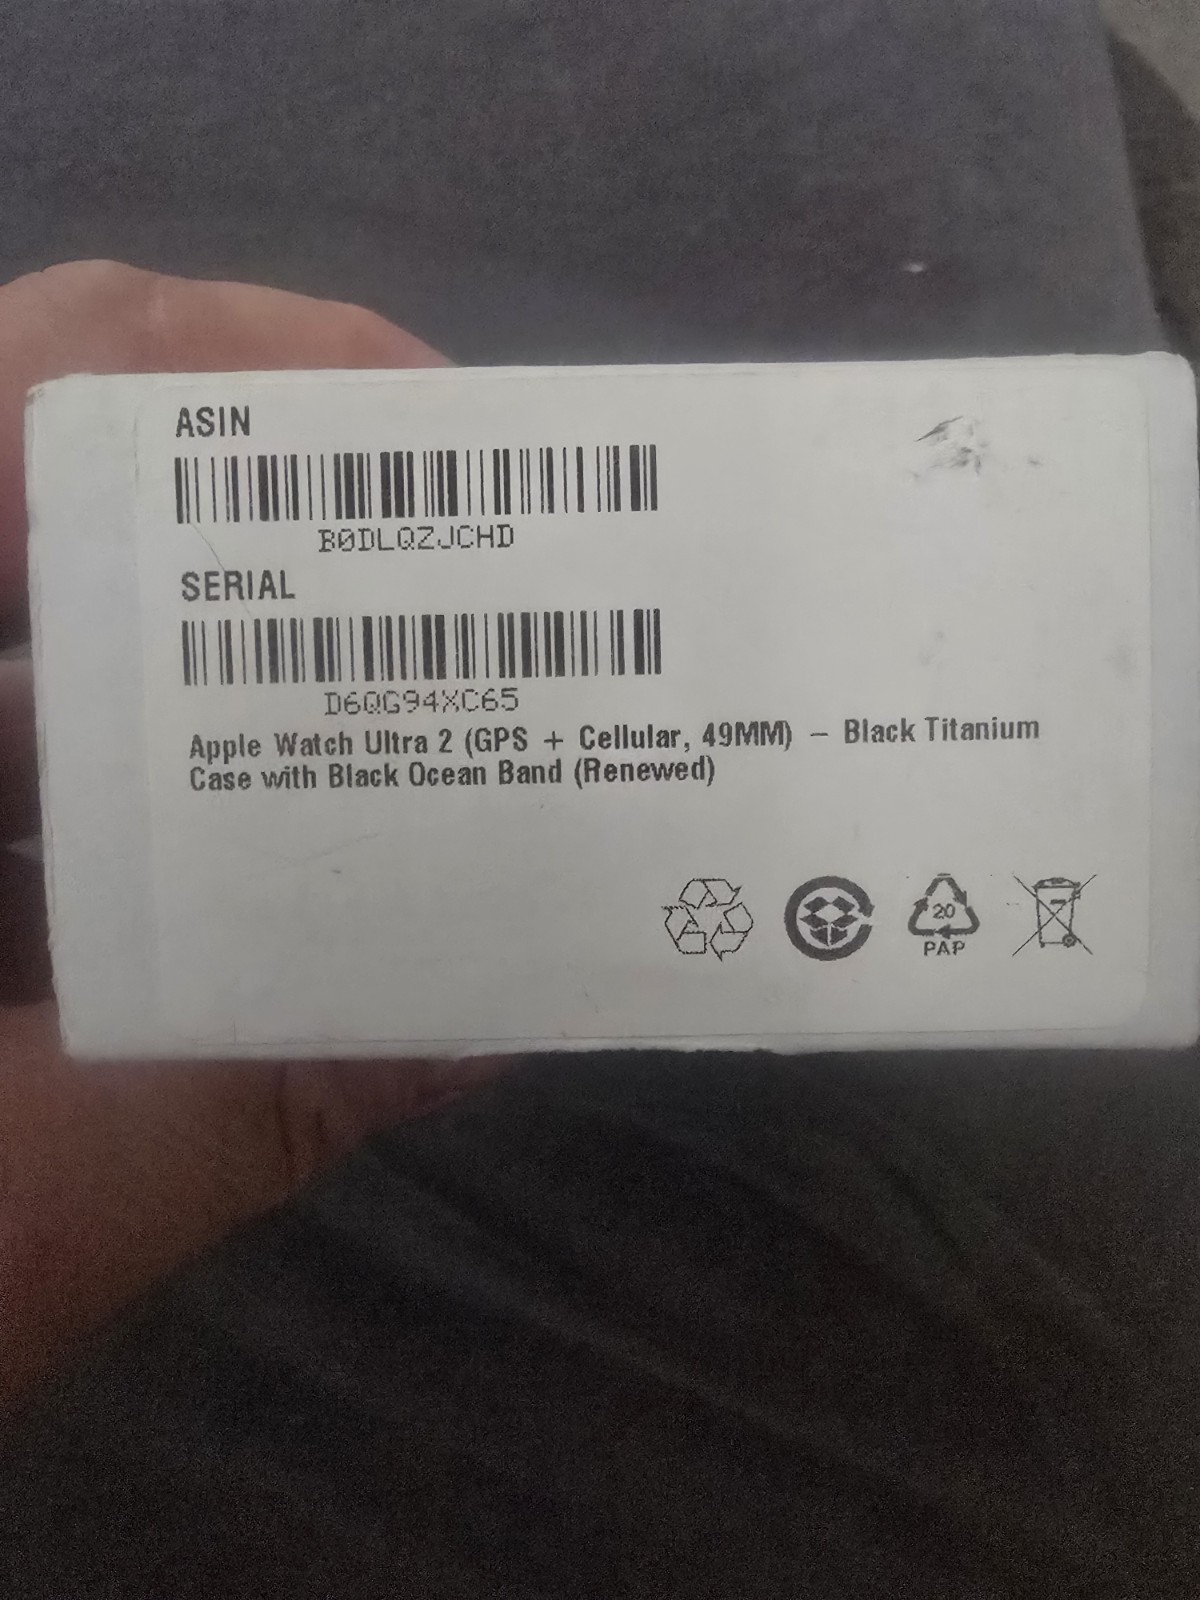 ASIN
B0DLQZJCHD
SERIAL
D6QG94XC65
Apple Watch Ultra 2 (GPS + Cellular, 49MM) – Black Titanium
Case with Black Ocean Band (Renewed)
20
PAP